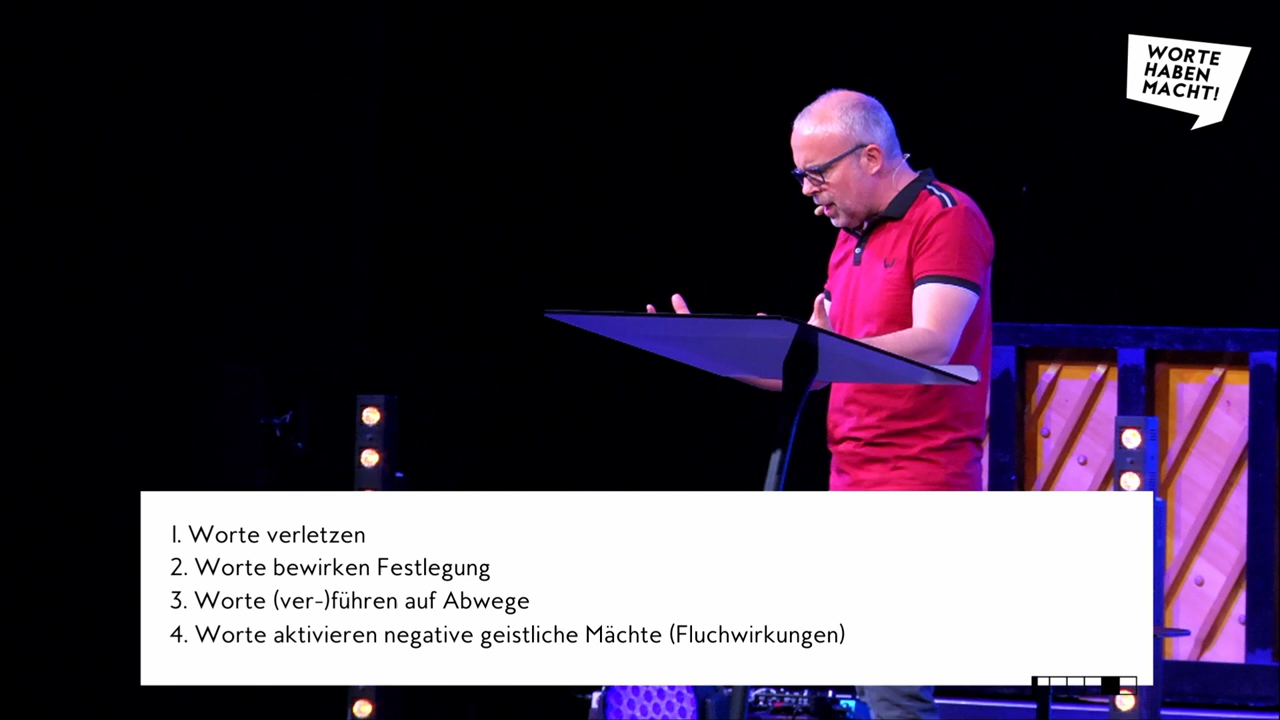 WORTE
HABEN
MACHT!
1. Worte verletzen
2. Worte bewirken Festlegung
3. Worte (ver-)führen auf Abwege
4. Worte aktivieren negative geistliche Mächte (Fluchwirkungen)